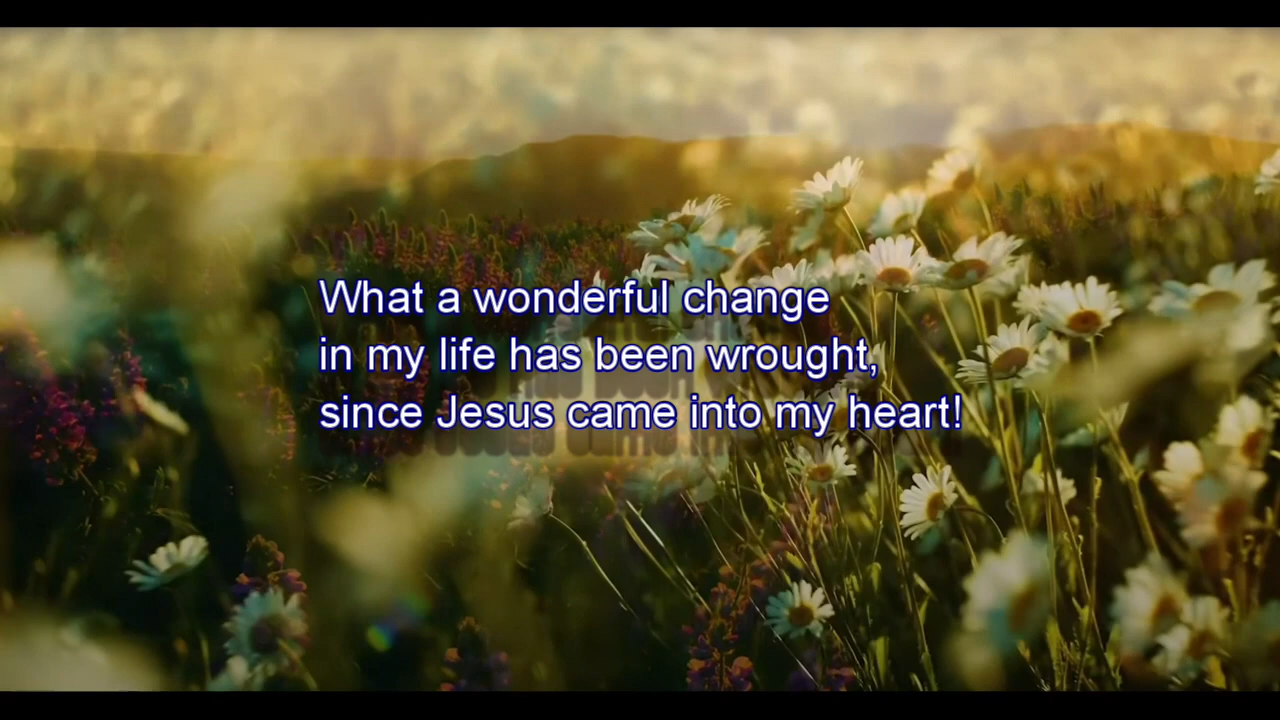 What a wonderful change
in my life has been wrought,
since Jesus came into my heart!